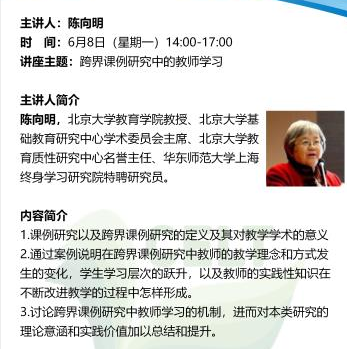 主讲人：陈向明
时　间：6月8日（星期一）14:00-17:00
讲座主题：跨界课例研究中的教师学习
主讲人简介
陈向明，北京大学教育学院教授、北京大学基
础教育研究中心学术委员会主席、北京大学教
育质性研究中心名誉主任、华东师范大学上海
终身学习研究院特聘研究员。
内容简介
1.课例研究以及跨界课例研究的定义及其对教学学术的意义
2.通过案例说明在跨界课例研究中教师的教学理念和方式发
生的变化，学生学习层次的跃升，以及教师的实践性知识在
不断改进教学的过程中怎样形成。
3.讨论跨界课例研究中教师学习的机制，进而对本类研究的
理论意涵和实践价值加以总结和提升。